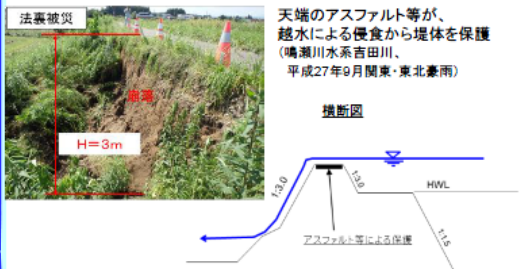 法裏被災
崩落
H=3m
天端のアスファルト等が、
越水による侵食から堤体を保護
(鳴瀬川水系吉田川、
平成27年9月関東・東北豪雨)
横断図
1:3.0
1:3.0
HWL
1:1.5
アスファルト等による保護